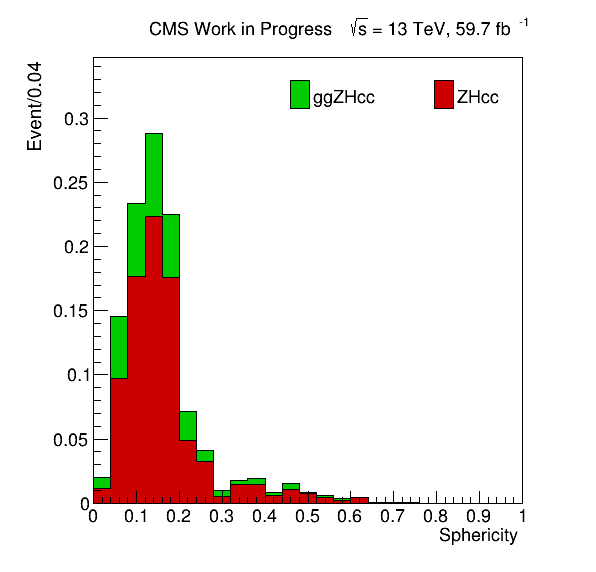 CMS Work in Progress √s = 13 TeV, 59.7 fb⁻¹
Event/0.04
ggZHcc ZHcc
0.3
0.25
0.2
0.15
0.1
0.05
0
0 0.1 0.2 0.3 0.4 0.5 0.6 0.7 0.8 0.9 1
Sphericity